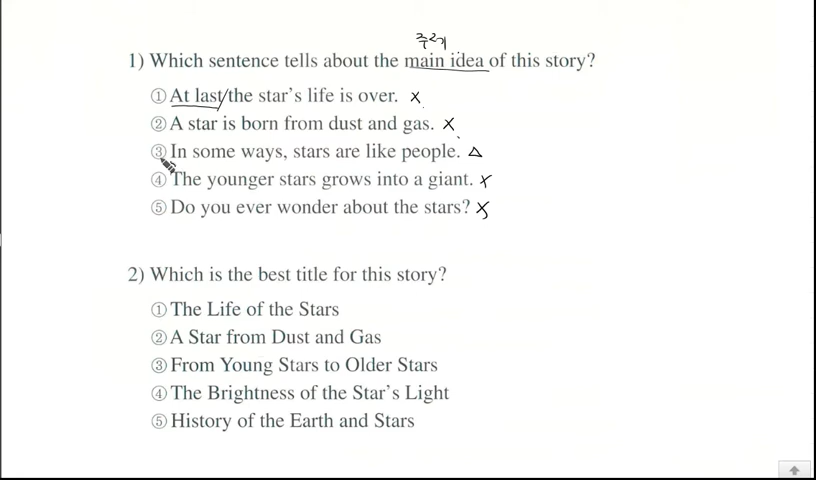 주제
1) Which sentence tells about the main idea of this story?
① At last/the star's life is over. X
② A star is born from dust and gas. X
③ In some ways, stars are like people. △
④ The younger stars grows into a giant. X
⑤ Do you ever wonder about the stars? X
2) Which is the best title for this story?
① The Life of the Stars
② A Star from Dust and Gas
③ From Young Stars to Older Stars
④ The Brightness of the Star's Light
⑤ History of the Earth and Stars